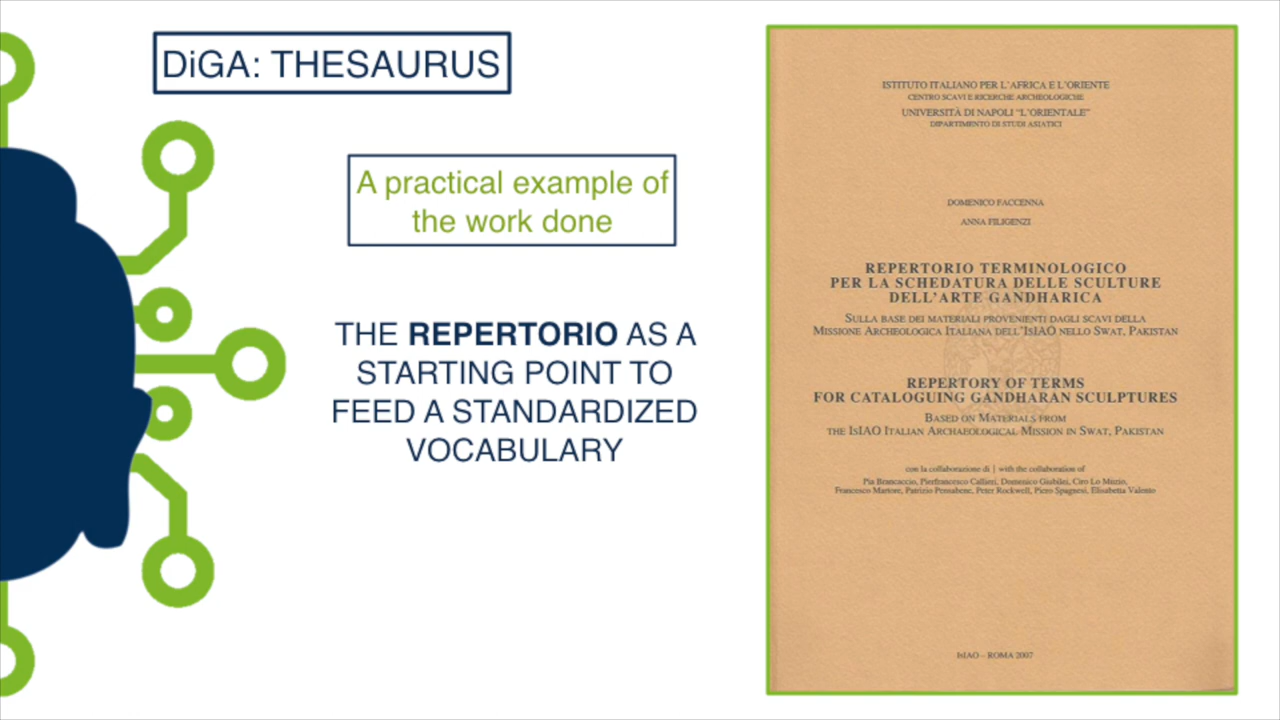 DiGA: THESAURUS
A practical example of
the work done
THE REPERTORIO AS A
STARTING POINT TO
FEED A STANDARDIZED
VOCABULARY
ISTITUTO ITALIANO PER L'AFRICA E L'ORIENTE
CENTRO SCAVI E RICERCHE ARCHEOLOGICHE
UNIVERSITÀ DI NAPOLI "L'ORIENTALE"
DIPARTIMENTO DI STUDI ASIATICI
DOMENICO FACCENNA
ANNA FILIGENZI
REPERTORIO TERMINOLOGICO
PER LA SCHEDATURA DELLE SCULTURE
DELL'ARTE GANDHARICA
SULLA BASE DEI MATERIALI PROVENIENTI DAGLI SCAVI DELLA
MISSIONE ARCHEOLOGICA ITALIANA DELL'ISIAO NELLO SWAT, PAKISTAN
REPERTORY OF TERMS
FOR CATALOGUING GANDHARAN SCULPTURES
BASED ON MATERIALS FROM
THE ISIAO ITALIAN ARCHAEOLOGICAL MISSION IN SWAT, PAKISTAN
con la collaborazione di | with the collaboration of
Pia Brancaccio, Pierfrancesco Callieri, Domenico Giubilei, Ciro Lo Muzio,
Francesco Martore, Patrizio Pensabene, Peter Rockwell, Piero Spagnesi, Elisabetta Valento
IsIAO – ROMA 2007